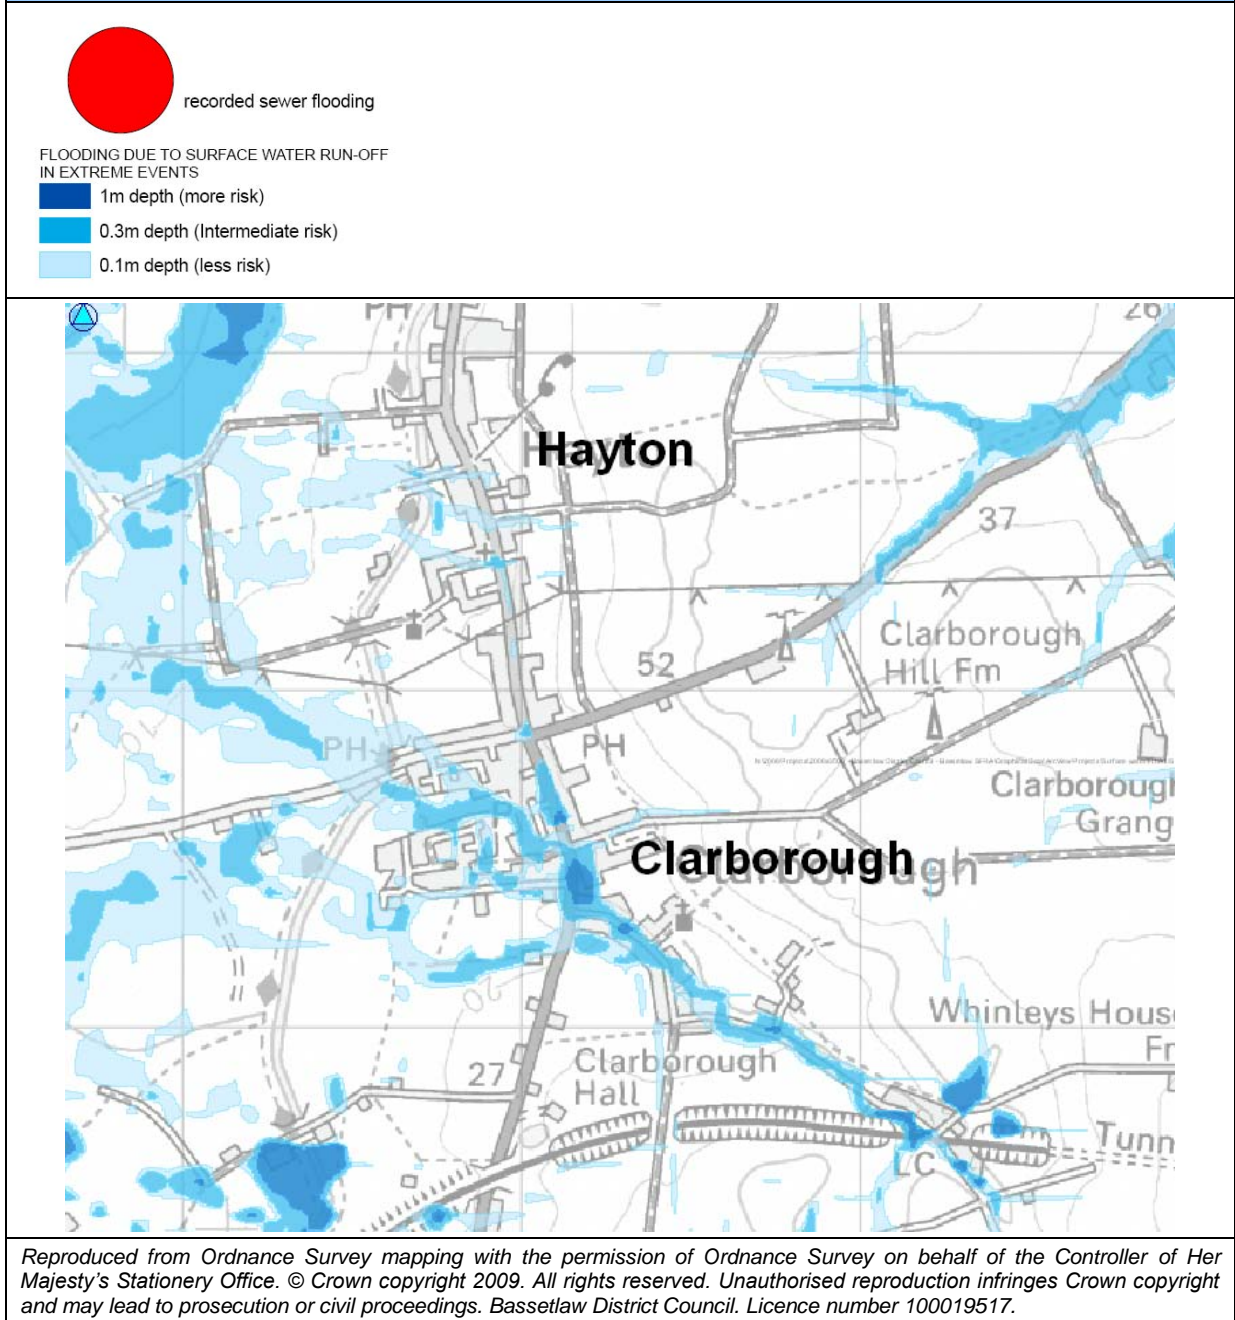 recorded sewer flooding
FLOODING DUE TO SURFACE WATER RUN-OFF
IN EXTREME EVENTS
1m depth (more risk)
0.3m depth (Intermediate risk)
0.1m depth (less risk)
PH
26
Hayton
37
Clarborough
Hill Fm
52
PH
PH
Clarboroug
Grang
Clarborough
Whinleys Hous
Fr
Clarborough
Hall
27
Tunn
LC
Reproduced from Ordnance Survey mapping with the permission of Ordnance Survey on behalf of the Controller of Her
Majesty's Stationery Office. © Crown copyright 2009. All rights reserved. Unauthorised reproduction infringes Crown copyright
and may lead to prosecution or civil proceedings. Bassetlaw District Council. Licence number 100019517.